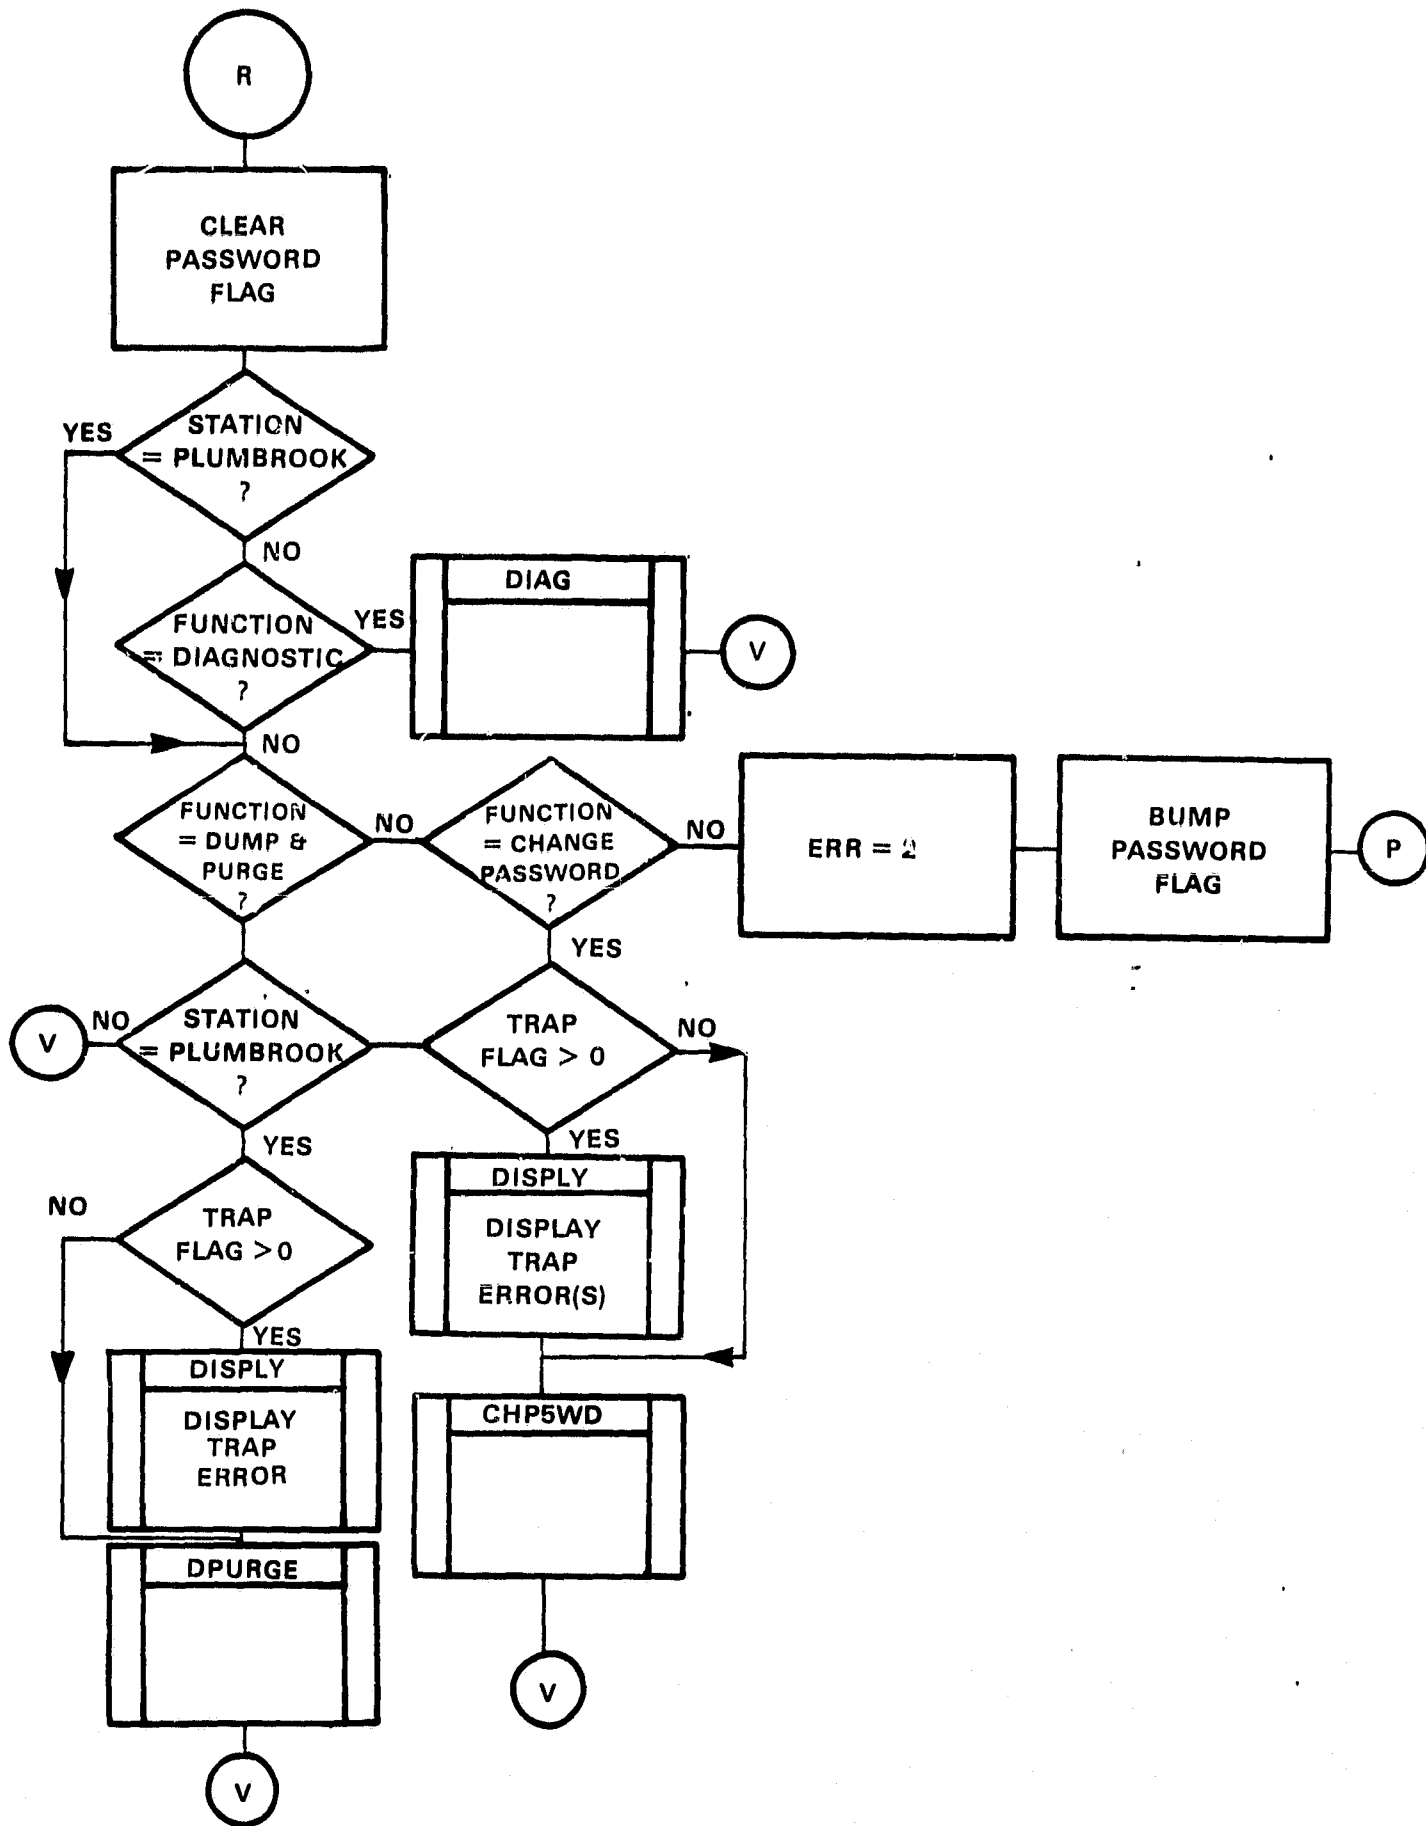 R
CLEAR
PASSWORD
FLAG
STATION
= PLUMBROOK
?
YES
NO
FUNCTION
= DIAGNOSTIC
?
YES
DIAG
V
NO
FUNCTION
= DUMP &
PURGE
?
NO
FUNCTION
= CHANGE
PASSWORD
?
NO
ERR = 2
BUMP
PASSWORD
FLAG
P
YES
V
NO
STATION
= PLUMBROOK
?
TRAP
FLAG > 0
NO
YES
YES
NO
TRAP
FLAG > 0
DISPLY
DISPLAY
TRAP
ERROR(S)
YES
DISPLY
DISPLAY
TRAP
ERROR
CHP5WD
DPURGE
V
V